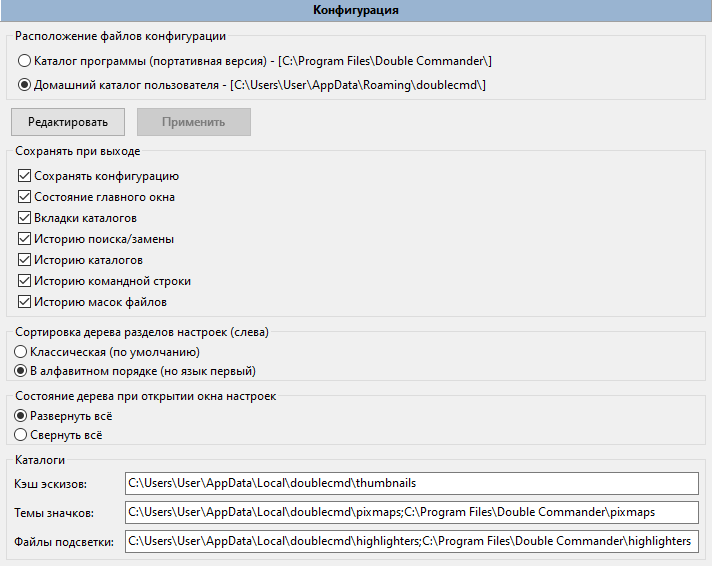 Конфигурация
Расположение файлов конфигурации
Каталог программы (портативная версия) - [C:\Program Files\Double Commander\]
Домашний каталог пользователя - [C:\Users\User\AppData\Roaming\doublecmd\]
Редактировать Применить
Сохранять при выходе
Сохранять конфигурацию
Состояние главного окна
Вкладки каталогов
Историю поиска/замены
Историю каталогов
Историю командной строки
Историю масок файлов
Сортировка дерева разделов настроек (слева)
Классическая (по умолчанию)
В алфавитном порядке (но язык первый)
Состояние дерева при открытии окна настроек
Развернуть всё
Свернуть всё
Каталоги
Кэш эскизов: C:\Users\User\AppData\Local\doublecmd\thumbnails
Темы значков: C:\Users\User\AppData\Local\doublecmd\pixmaps;C:\Program Files\Double Commander\pixmaps
Файлы подсветки: C:\Users\User\AppData\Local\doublecmd\highlighters;C:\Program Files\Double Commander\highlighters